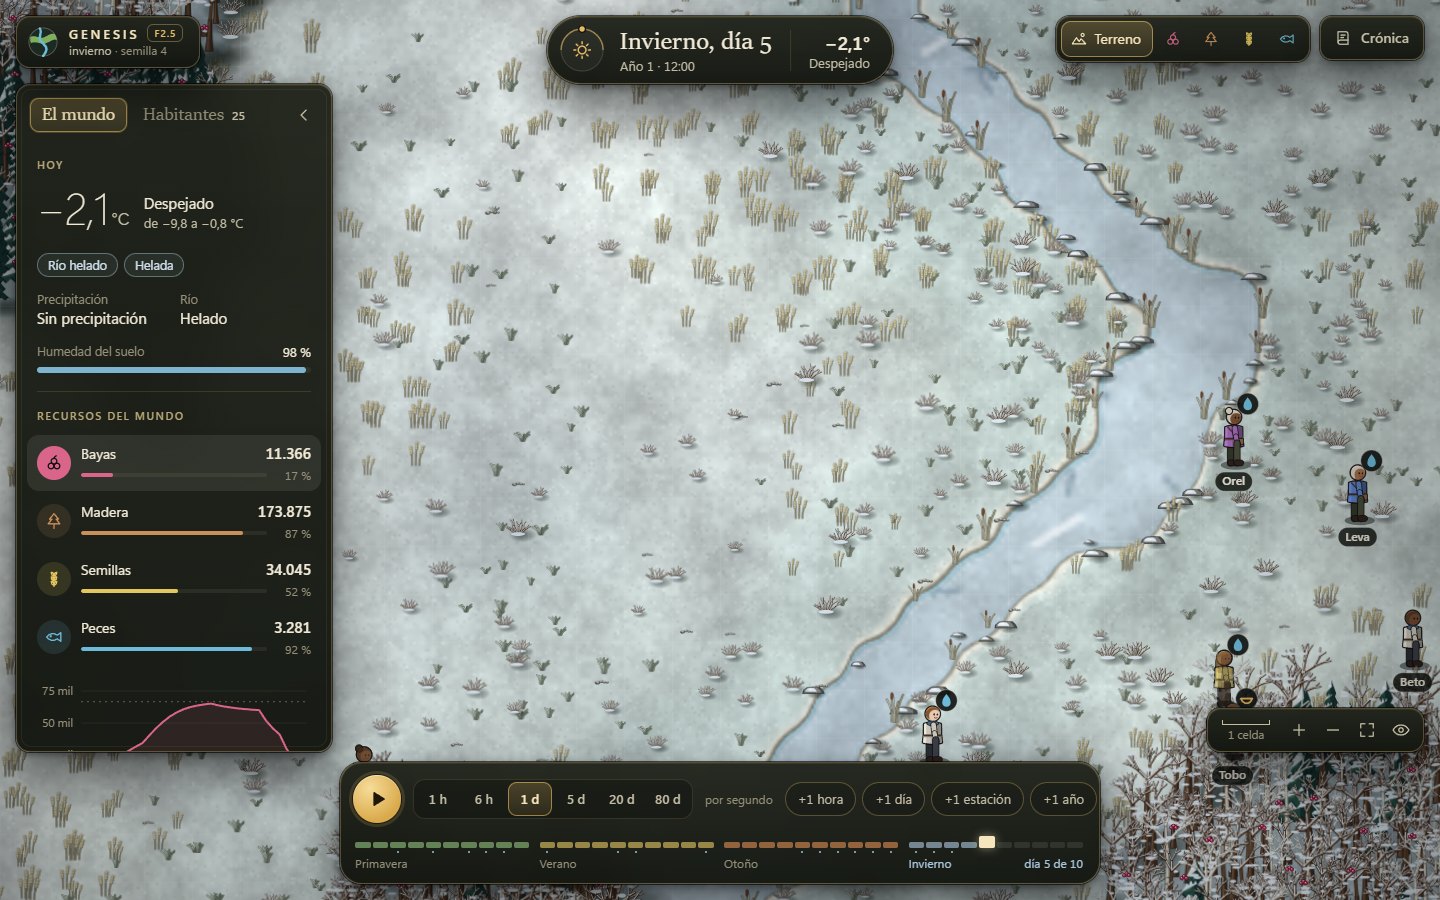 GENESIS F2.5
invierno · semilla 4
Invierno, día 5
Año 1 · 12:00
−2,1°
Despejado
Terreno
Crónica
El mundo
Habitantes 25
HOY
−2,1 °C
Despejado
de −9,8 a −0,8 °C
Río helado
Helada
Precipitación
Sin precipitación
Río
Helado
Humedad del suelo 98 %
RECURSOS DEL MUNDO
Bayas 11.366
17 %
Madera 173.875
87 %
Semillas 34.045
52 %
Peces 3.281
92 %
75 mil
50 mil
Orel
Leva
Beto
Tobo
1 celda
1 h 6 h 1 d 5 d 20 d 80 d por segundo +1 hora +1 día +1 estación +1 año
Primavera Verano Otoño Invierno día 5 de 10